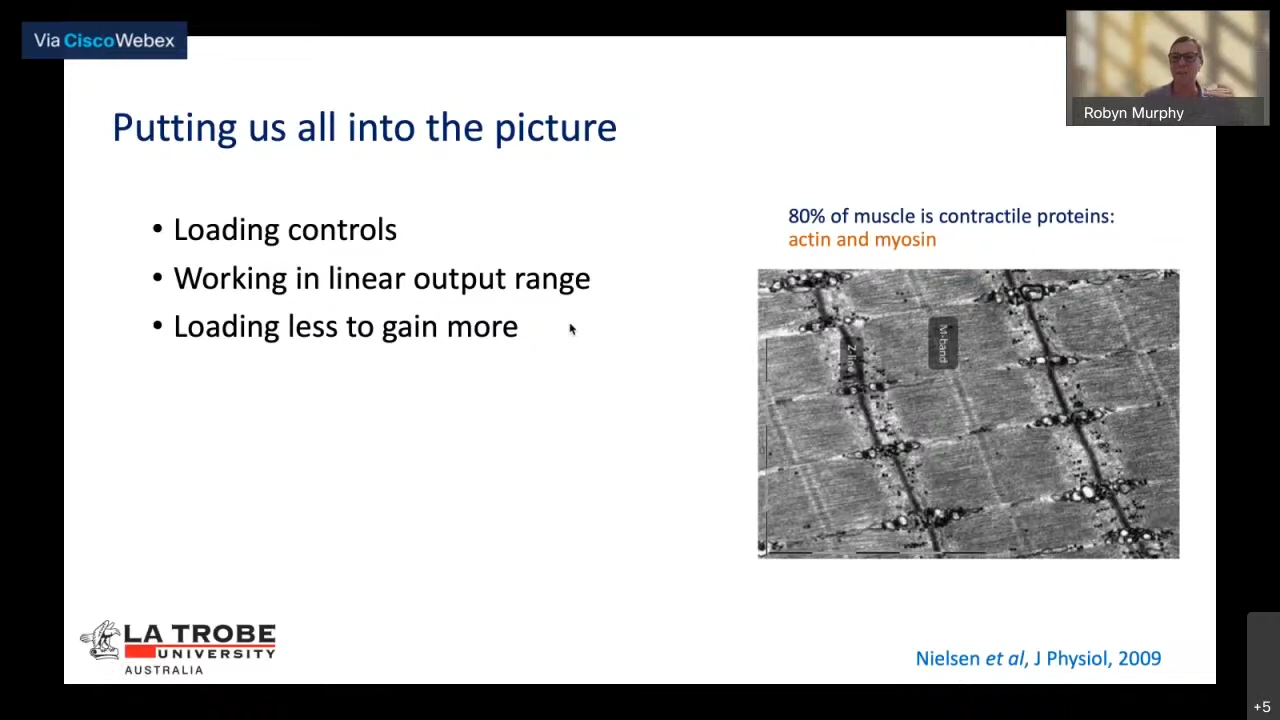 Via CiscoWebex
Robyn Murphy
Putting us all into the picture
• Loading controls
• Working in linear output range
• Loading less to gain more
80% of muscle is contractile proteins:
actin and myosin
Z-line
M-band
LA TROBE
UNIVERSITY
AUSTRALIA
Nielsen et al, J Physiol, 2009
+5